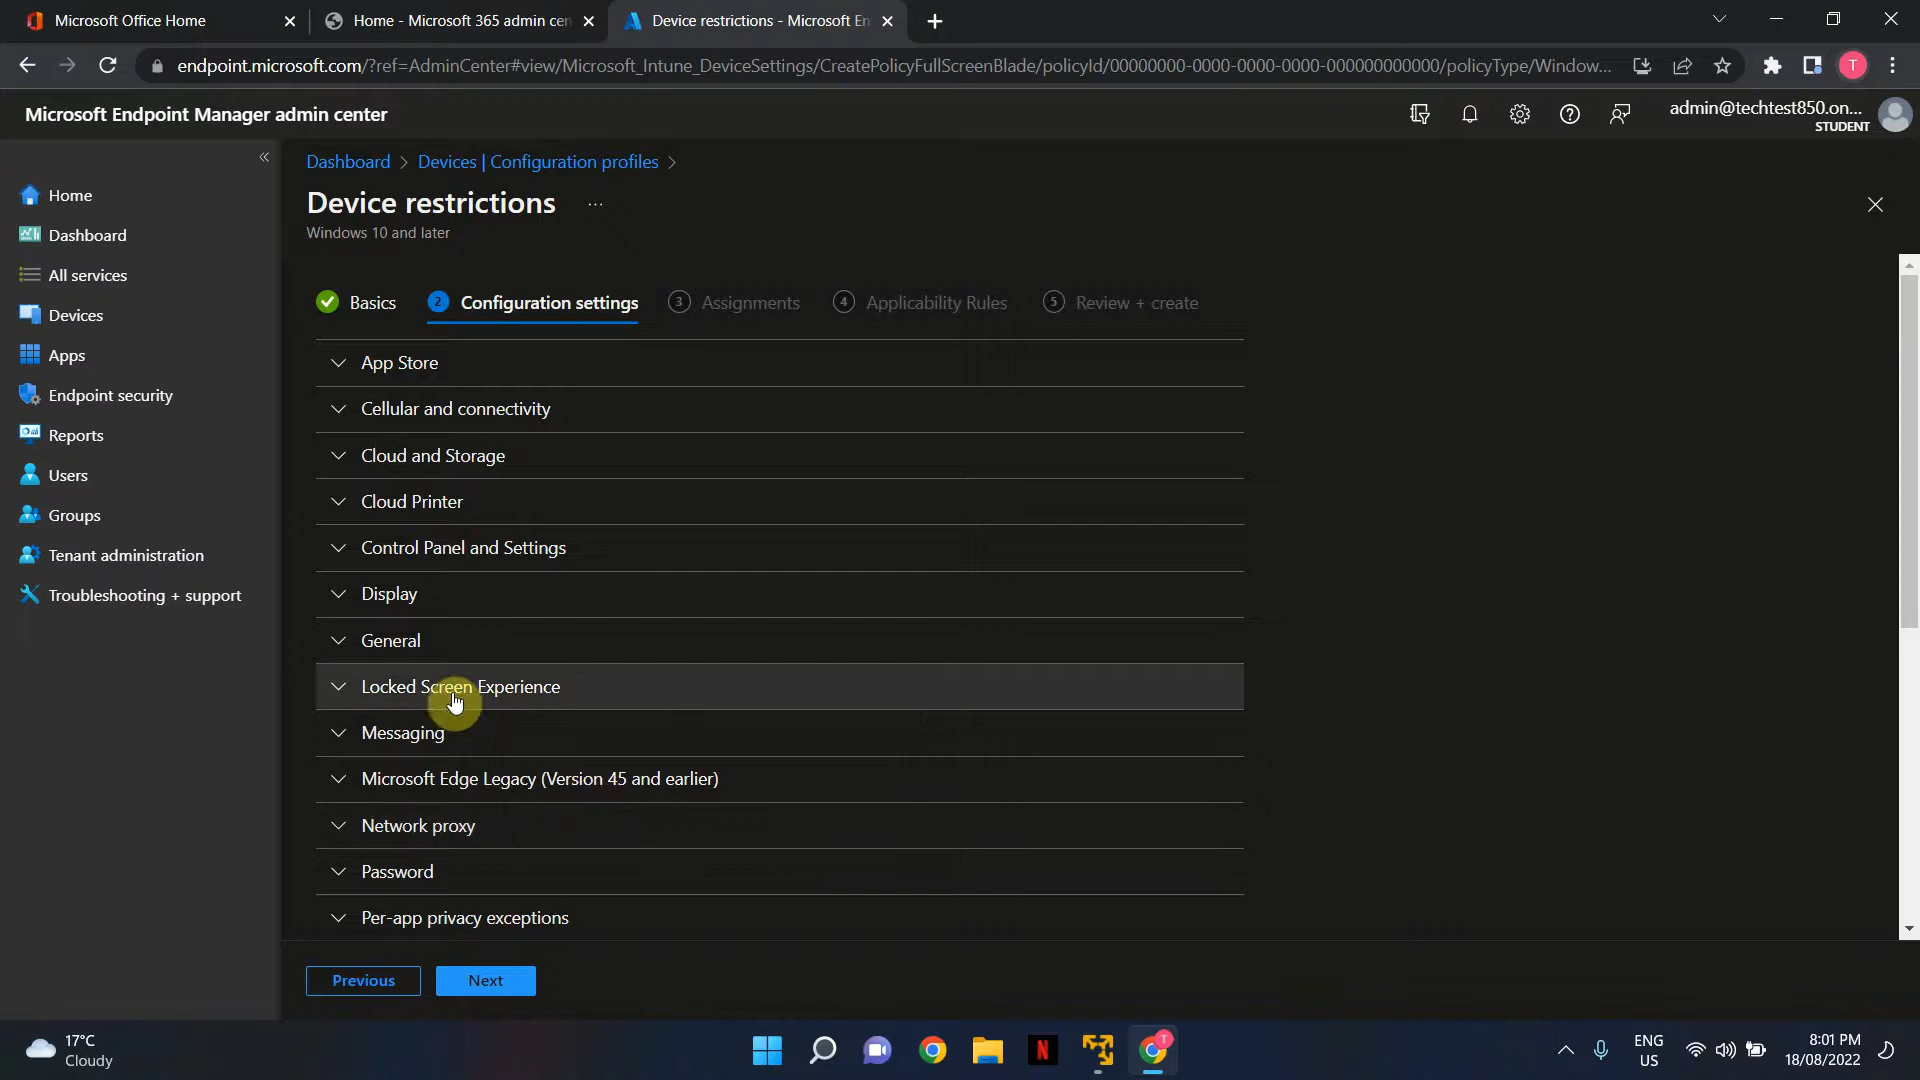 Microsoft Office Home
Home - Microsoft 365 admin cen
Device restrictions - Microsoft En
endpoint.microsoft.com/?ref=AdminCenter#view/Microsoft_Intune_DeviceSettings/CreatePolicyFullScreenBlade/policyId/00000000-0000-0000-0000-000000000000/policyType/Window...
T
Microsoft Endpoint Manager admin center
admin@techtest850.on...
STUDENT
Dashboard > Devices | Configuration profiles >
Device restrictions ...
Windows 10 and later
Home
Dashboard
All services
Devices
Apps
Endpoint security
Reports
Users
Groups
Tenant administration
Troubleshooting + support
Basics
2 Configuration settings
3 Assignments
4 Applicability Rules
5 Review + create
App Store
Cellular and connectivity
Cloud and Storage
Cloud Printer
Control Panel and Settings
Display
General
Locked Screen Experience
Messaging
Microsoft Edge Legacy (Version 45 and earlier)
Network proxy
Password
Per-app privacy exceptions
Previous
Next
17°C
Cloudy
N
T
ENG
US
8:01 PM
18/08/2022